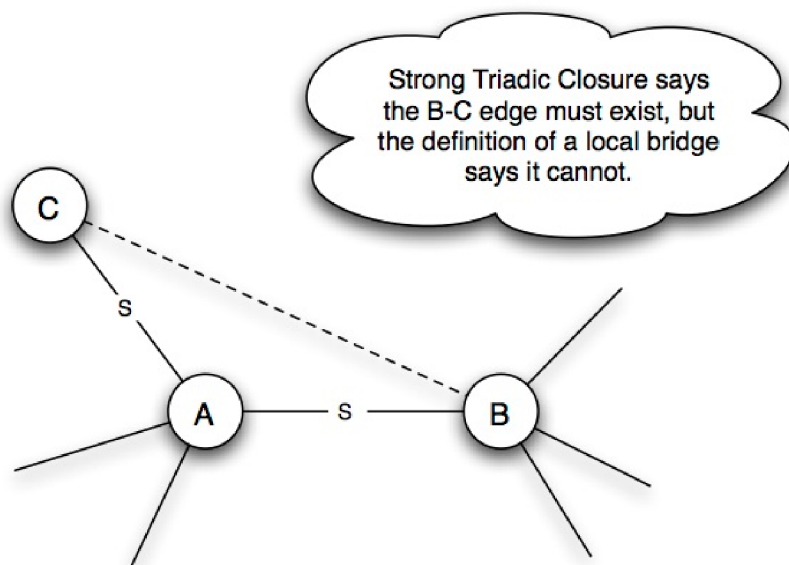 Strong Triadic Closure says
the B-C edge must exist, but
the definition of a local bridge
says it cannot.
C
S
A
S
B